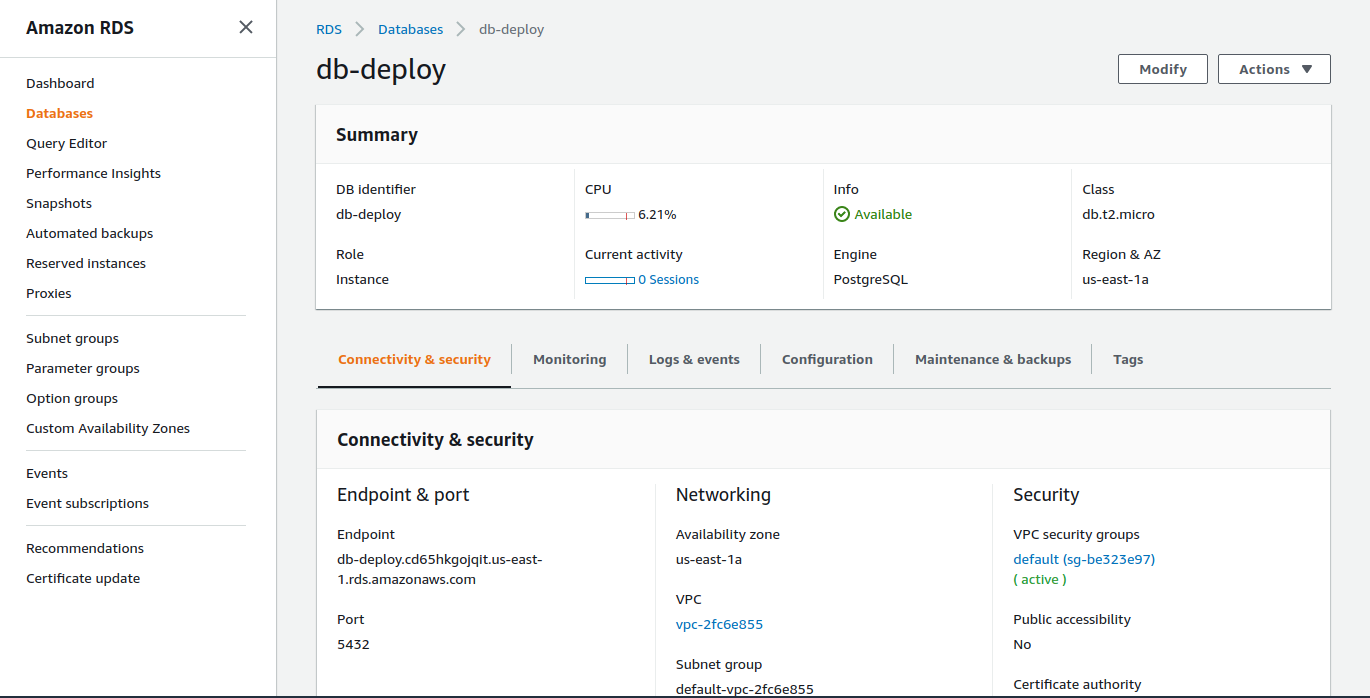 Amazon RDS
Dashboard
Databases
Query Editor
Performance Insights
Snapshots
Automated backups
Reserved instances
Proxies
Subnet groups
Parameter groups
Option groups
Custom Availability Zones
Events
Event subscriptions
Recommendations
Certificate update
RDS Databases db-deploy
db-deploy
Modify
Actions
Summary
DB identifier
db-deploy
CPU
6.21%
Info
Available
Class
db.t2.micro
Role
Instance
Current activity
0 Sessions
Engine
PostgreSQL
Region & AZ
us-east-1a
Connectivity & security
Monitoring
Logs & events
Configuration
Maintenance & backups
Tags
Connectivity & security
Endpoint & port
Endpoint
db-deploy.cd65hkgojqit.us-east-
1.rds.amazonaws.com
Port
5432
Networking
Availability zone
us-east-1a
VPC
vpc-2fc6e855
Subnet group
default-vpc-2fc6e855
Security
VPC security groups
default (sg-be323e97)
( active )
Public accessibility
No
Certificate authority